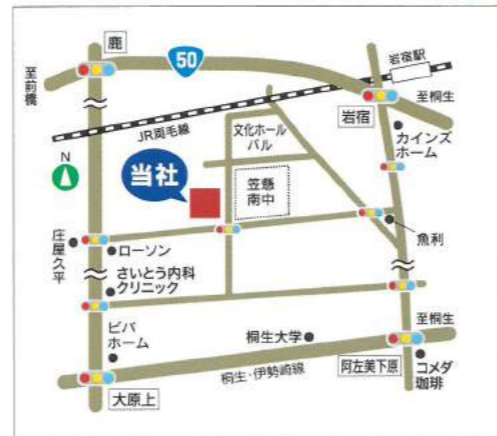 鹿
50
岩宿駅
至前橋
岩宿
至桐生
JR両毛線
文化ホール
パル
カインズ
ホーム
N
当社
笠懸
南中
庄屋久平
ローソン
魚利
さいとう内科
クリニック
ビバ
ホーム
桐生大学
至桐生
桐生・伊勢崎線
阿左美下原
コメダ
珈琲
大原上